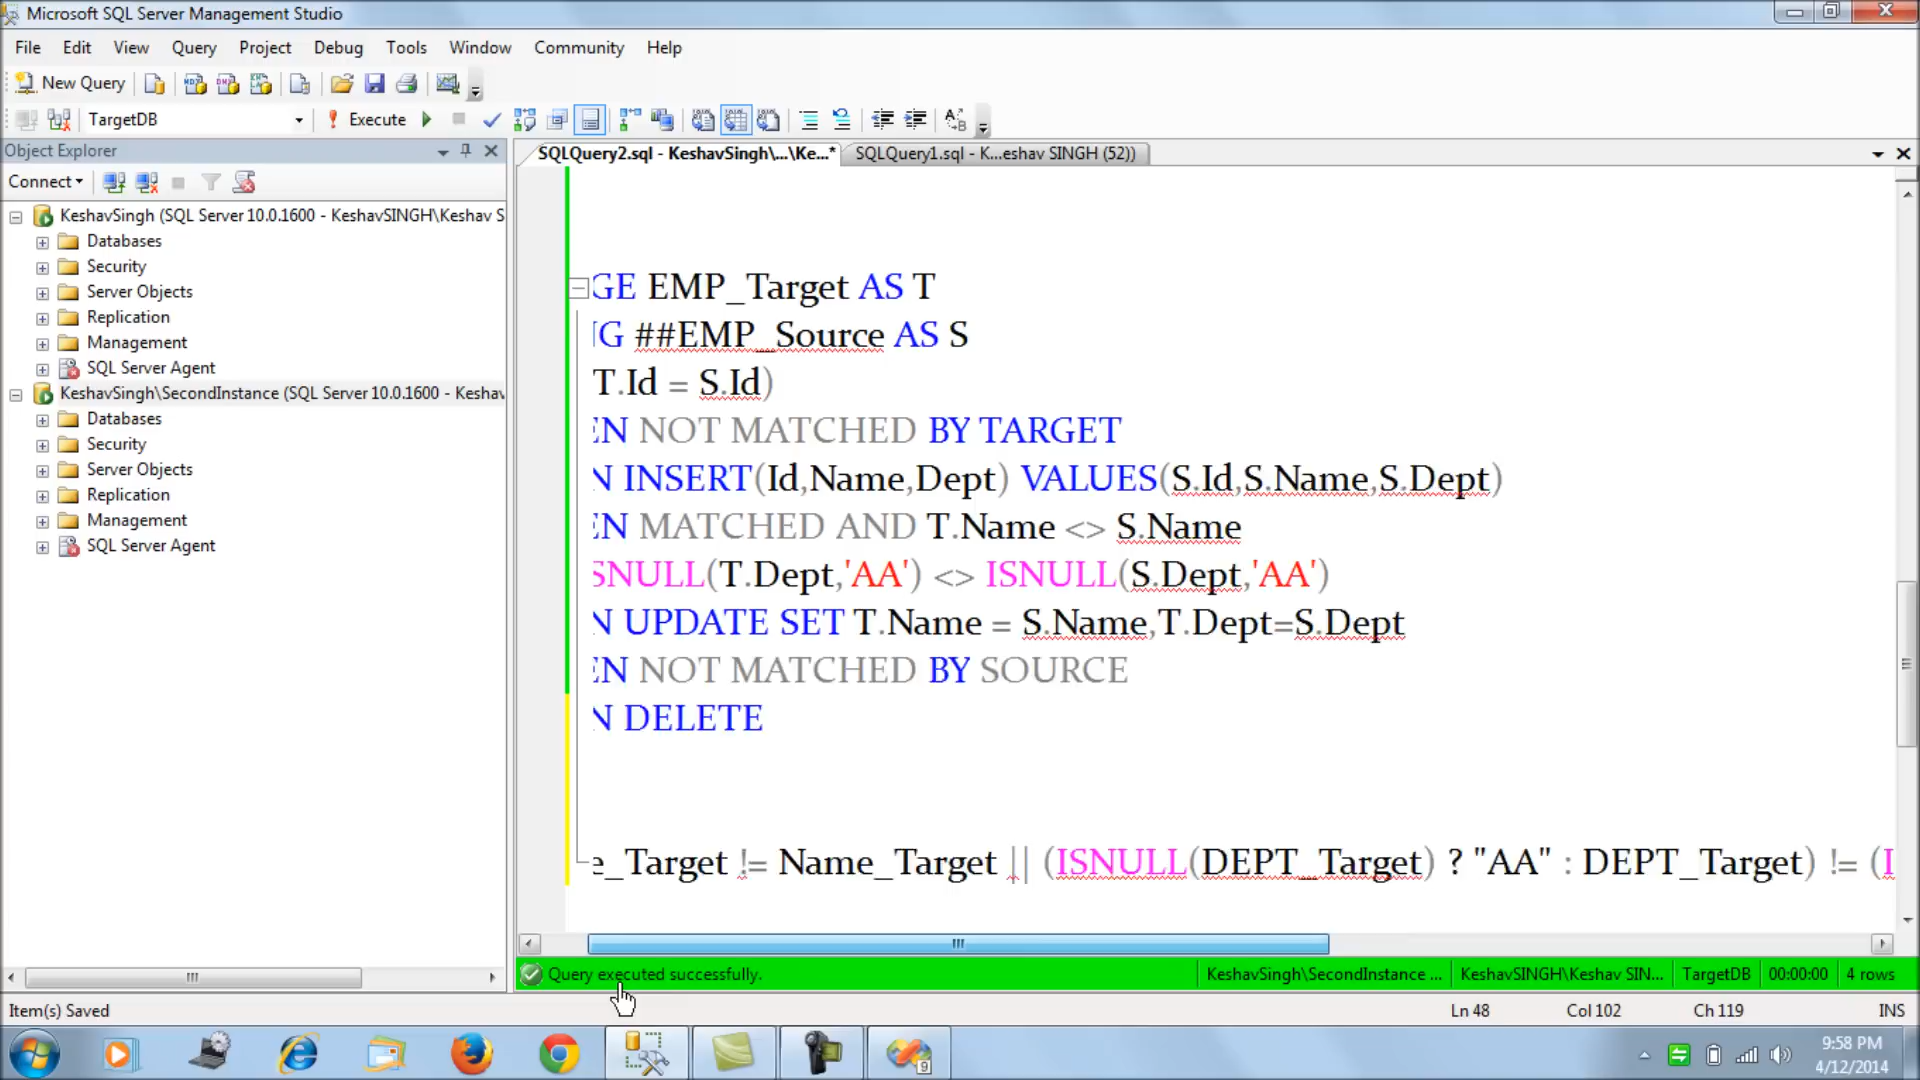 Microsoft SQL Server Management Studio
File Edit View Query Project Debug Tools Window Community Help
New Query
TargetDB Execute
Object Explorer
SQLQuery2.sql - KeshavSingh\...\Ke...* SQLQuery1.sql - K...eshav SINGH (52))
Connect
KeshavSingh (SQL Server 10.0.1600 - KeshavSINGH\Keshav S
Databases
Security
Server Objects
Replication
Management
SQL Server Agent
KeshavSingh\SecondInstance (SQL Server 10.0.1600 - Keshav
Databases
Security
Server Objects
Replication
Management
SQL Server Agent
GE EMP_Target AS T
NG ##EMP_Source AS S
T.Id = S.Id)
EN NOT MATCHED BY TARGET
N INSERT(Id,Name,Dept) VALUES(S.Id,S.Name,S.Dept)
EN MATCHED AND T.Name <> S.Name
SNULL(T.Dept,'AA') <> ISNULL(S.Dept,'AA')
N UPDATE SET T.Name = S.Name,T.Dept=S.Dept
EN NOT MATCHED BY SOURCE
N DELETE
e_Target != Name_Target || (ISNULL(DEPT_Target) ? "AA" : DEPT_Target) != (I
Query executed successfully. KeshavSingh\SecondInstance ... KeshavSINGH\Keshav SIN... TargetDB 00:00:00 4 rows
Item(s) Saved Ln 48 Col 102 Ch 119 INS
9
9:58 PM
4/12/2014